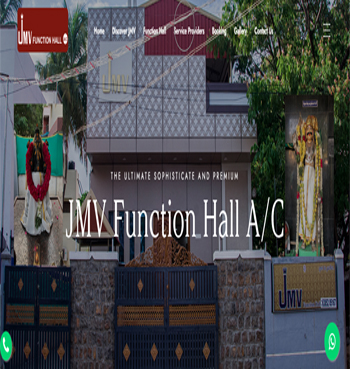 JMV FUNCTION HALL A/C
Home Discover JMV Function Hall Service Providers Booking Gallery Contact Us
JMV
THE ULTIMATE SOPHISTICATE AND PREMIUM
JMV Function Hall A/C
JMV